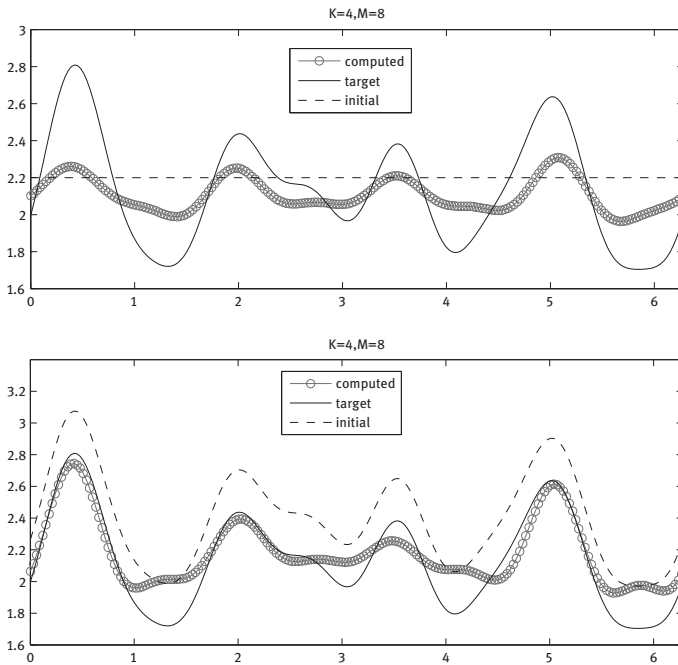 K=4,M=8
3
2.8
2.6
2.4
2.2
2
1.8
1.6
computed
target
initial
0 1 2 3 4 5 6
K=4,M=8
3.2
3
2.8
2.6
2.4
2.2
2
1.8
1.6
computed
target
initial
0 1 2 3 4 5 6